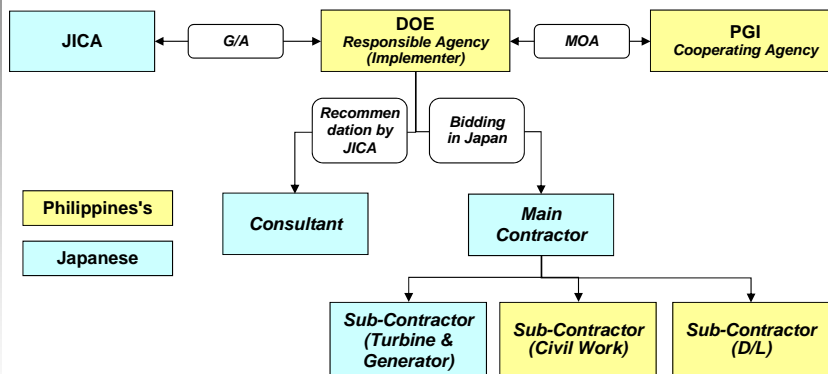 JICA
G/A
DOE
Responsible Agency
(Implementer)
MOA
PGI
Cooperating Agency
Recommen
dation by
JICA
Bidding
in Japan
Philippines's
Japanese
Consultant
Main
Contractor
Sub-Contractor
(Turbine &
Generator)
Sub-Contractor
(Civil Work)
Sub-Contractor
(D/L)